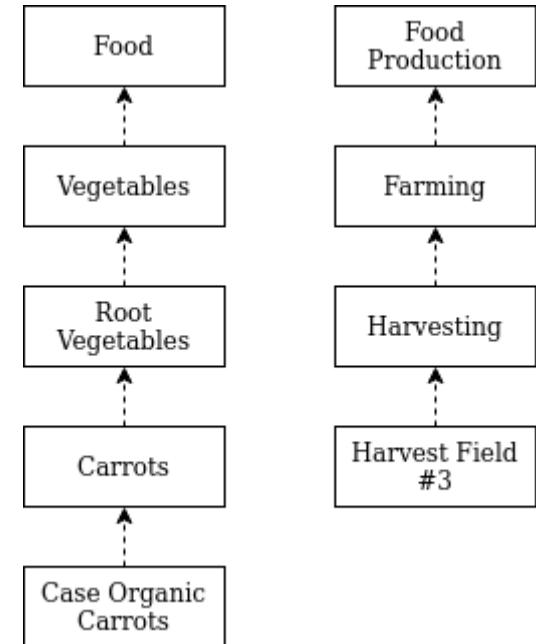 Food
Vegetables
Root
Vegetables
Carrots
Case Organic
Carrots
Food
Production
Farming
Harvesting
Harvest Field
#3